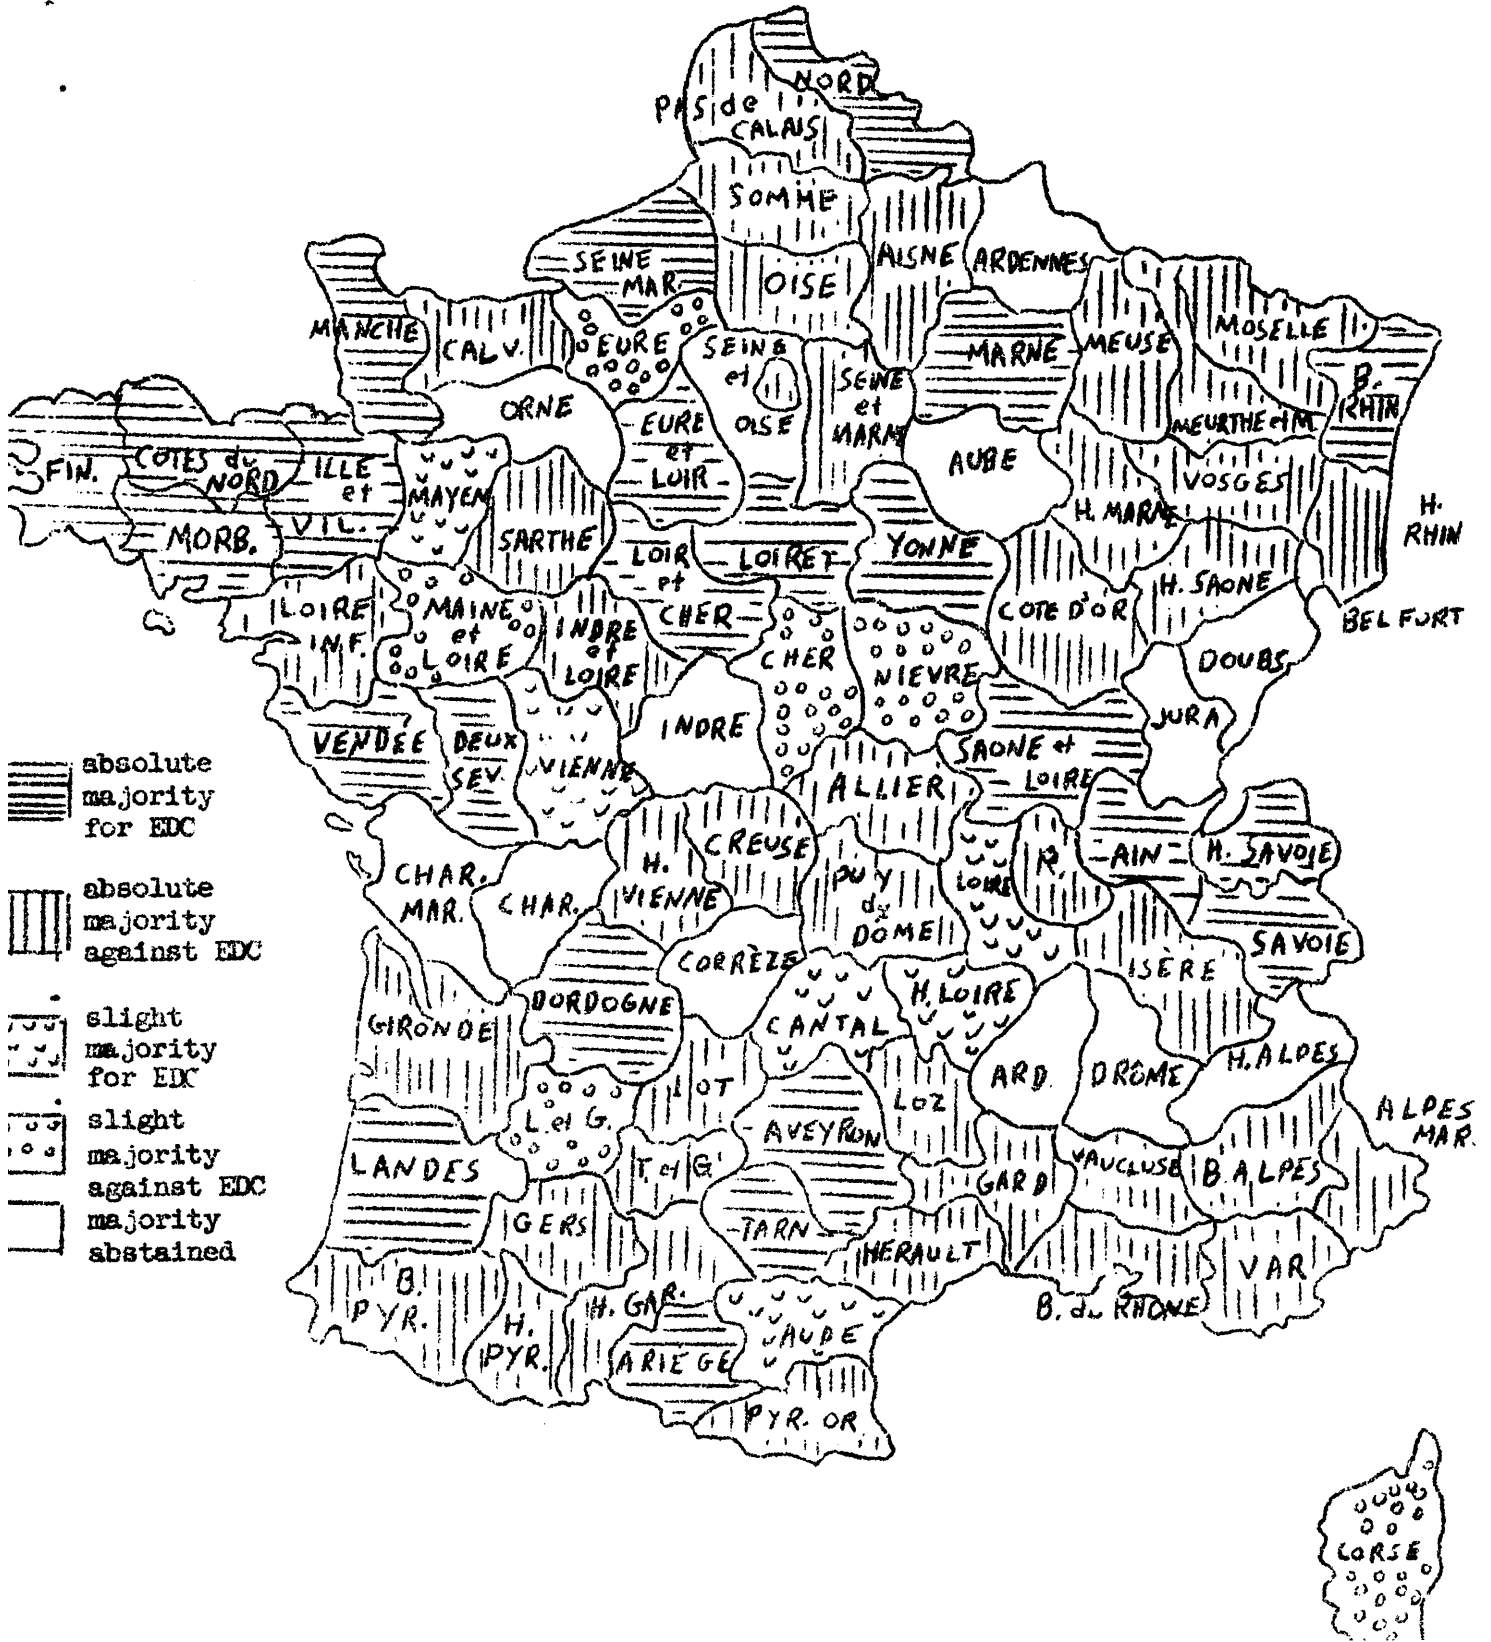 NORD
PAS de
CALAIS
SOMME
AISNE
ARDENNES
SEINE
MAR.
OISE
MANCHE
CALV.
EURE
SEINE
et
OISE
SEINE
et
MARNE
MARNE
MEUSE
MOSELLE
B.
RHIN
MEURTHE et M.
ORNE
EURE
et
LOIR
AUBE
VOSGES
H.
RHIN
FIN.
COTES du
NORD
ILLE
et
VIL.
MAYEN
MORB.
SARTHE
LOIR
et
CHER
LOIRET
YONNE
H. MARNE
H. SAONE
BELFORT
COTE D'OR
LOIRE
INF.
MAINE
et
LOIRE
INDRE
et
LOIRE
CHER
NIEVRE
DOUBS
JURA
VENDÉE
DEUX
SEV.
VIENNE
INDRE
SAONE et
LOIRE
ALLIER
CREUSE
H.
VIENNE
CHAR.
MAR.
CHAR.
PUY
du
DOME
LOIRE
R.
AIN
H. SAVOIE
SAVOIE
ISÈRE
CORRÈZE
DORDOGNE
GIRONDE
CANTAL
H. LOIRE
ARD.
DROME
H. ALPES
LOT
LOZ
L. et G.
AVEYRON
LANDES
T. et G.
GARD
VAUCLUSE
B. ALPES
ALPES
MAR.
GERS
TARN
HERAULT
B. du RHONE
VAR
B.
PYR.
H.
PYR.
H. GAR.
ARIEGE
AUDE
PYR. OR
CORSE
absolute
majority
for EDC
absolute
majority
against EDC
slight
majority
for EDC
slight
majority
against EDC
majority
abstained